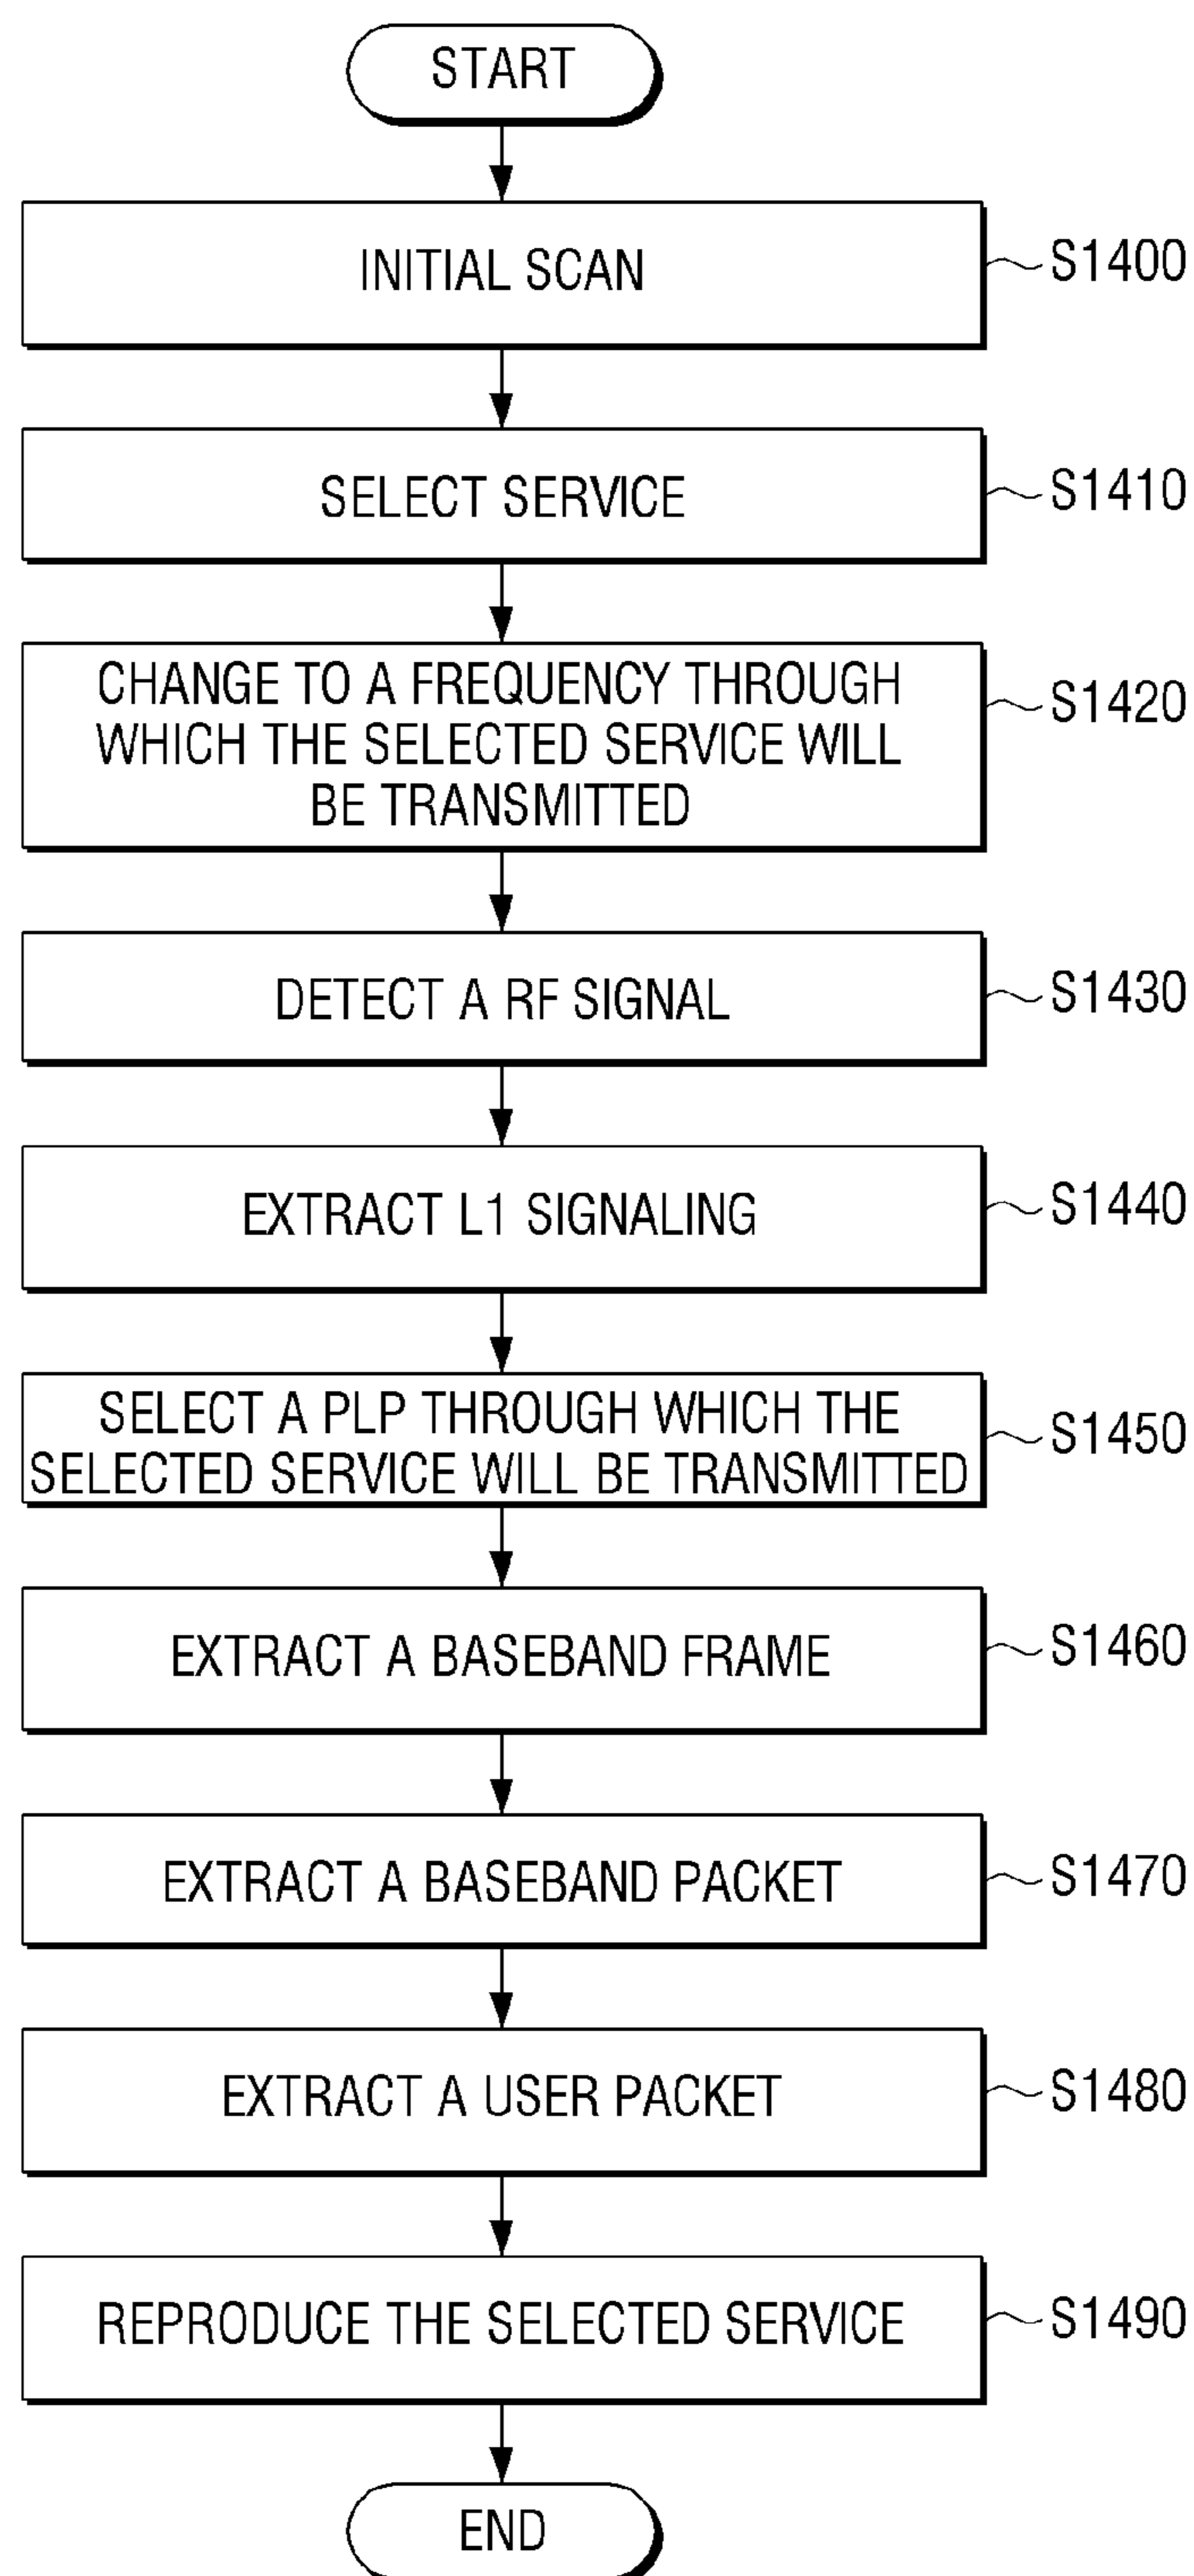 START
INITIAL SCAN
S1400
SELECT SERVICE
S1410
CHANGE TO A FREQUENCY THROUGH
WHICH THE SELECTED SERVICE WILL
BE TRANSMITTED
S1420
DETECT A RF SIGNAL
S1430
EXTRACT L1 SIGNALING
S1440
SELECT A PLP THROUGH WHICH THE
SELECTED SERVICE WILL BE TRANSMITTED
S1450
EXTRACT A BASEBAND FRAME
S1460
EXTRACT A BASEBAND PACKET
S1470
EXTRACT A USER PACKET
S1480
REPRODUCE THE SELECTED SERVICE
S1490
END